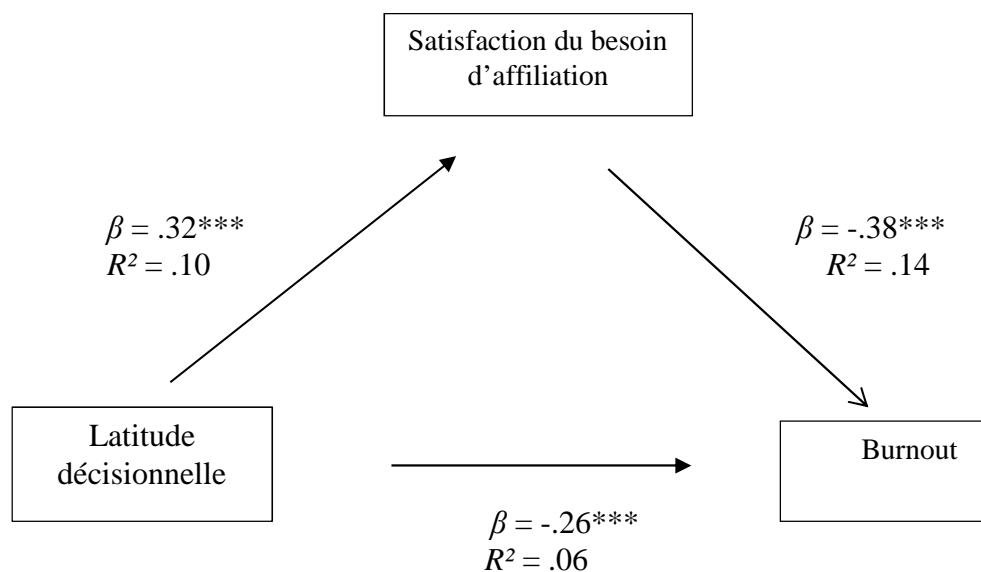 Satisfaction du besoin
d’affiliation
β = .32***
R² = .10
β = -.38***
R² = .14
Latitude
décisionnelle
Burnout
β = -.26***
R² = .06